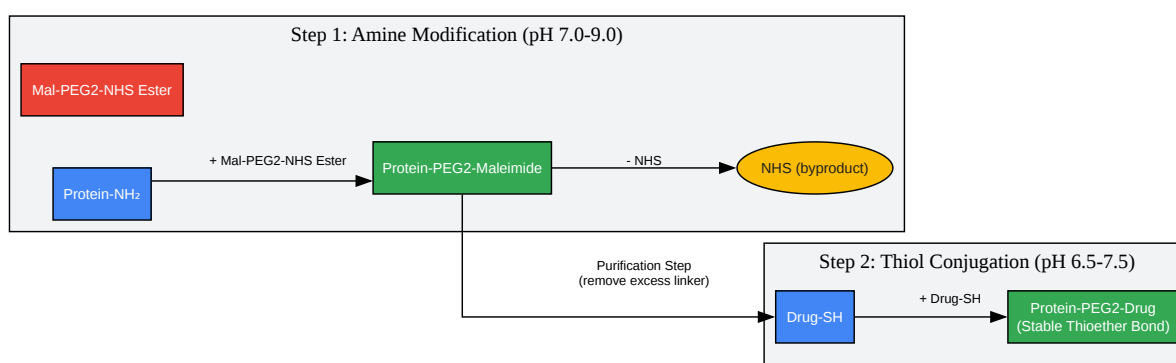 Step 1: Amine Modification (pH 7.0-9.0)
Mal-PEG2-NHS Ester
Protein-NH₂
+ Mal-PEG2-NHS Ester
Protein-PEG2-Maleimide
- NHS
NHS (byproduct)
Purification Step
(remove excess linker)
Step 2: Thiol Conjugation (pH 6.5-7.5)
Drug-SH
+ Drug-SH
Protein-PEG2-Drug
(Stable Thioether Bond)